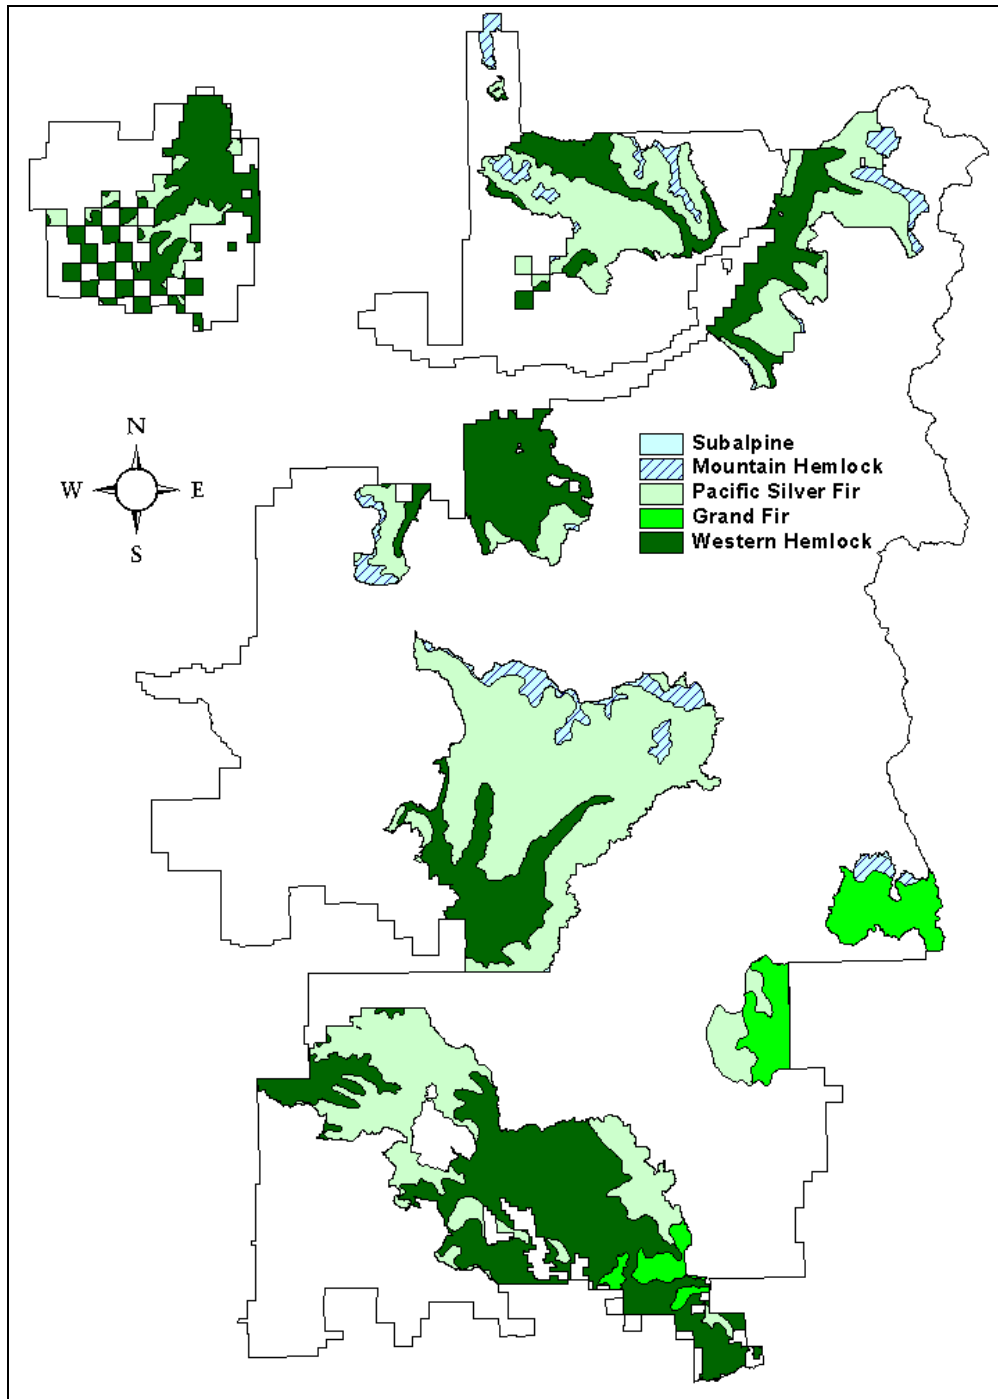 N
W E
S
Subalpine
Mountain Hemlock
Pacific Silver Fir
Grand Fir
Western Hemlock